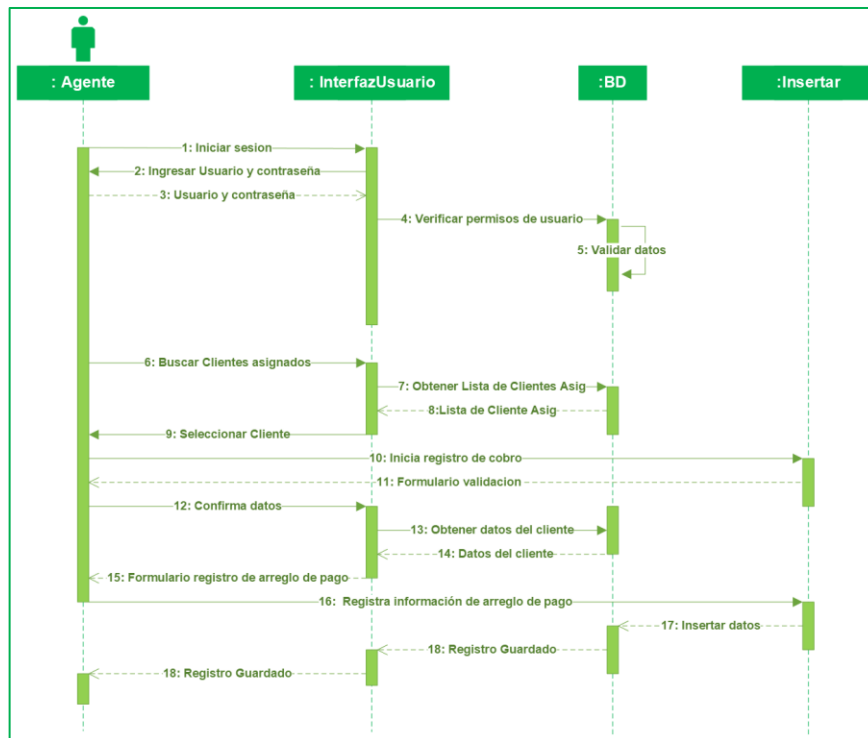 : Agente
: InterfazUsuario
:BD
:Insertar
1: Iniciar sesion
2: Ingresar Usuario y contraseña
3: Usuario y contraseña
4: Verificar permisos de usuario
5: Validar datos
6: Buscar Clientes asignados
7: Obtener Lista de Clientes Asig
8:Lista de Cliente Asig
9: Seleccionar Cliente
10: Inicia registro de cobro
11: Formulario validacion
12: Confirma datos
13: Obtener datos del cliente
14: Datos del cliente
15: Formulario registro de arreglo de pago
16: Registra información de arreglo de pago
17: Insertar datos
18: Registro Guardado
18: Registro Guardado